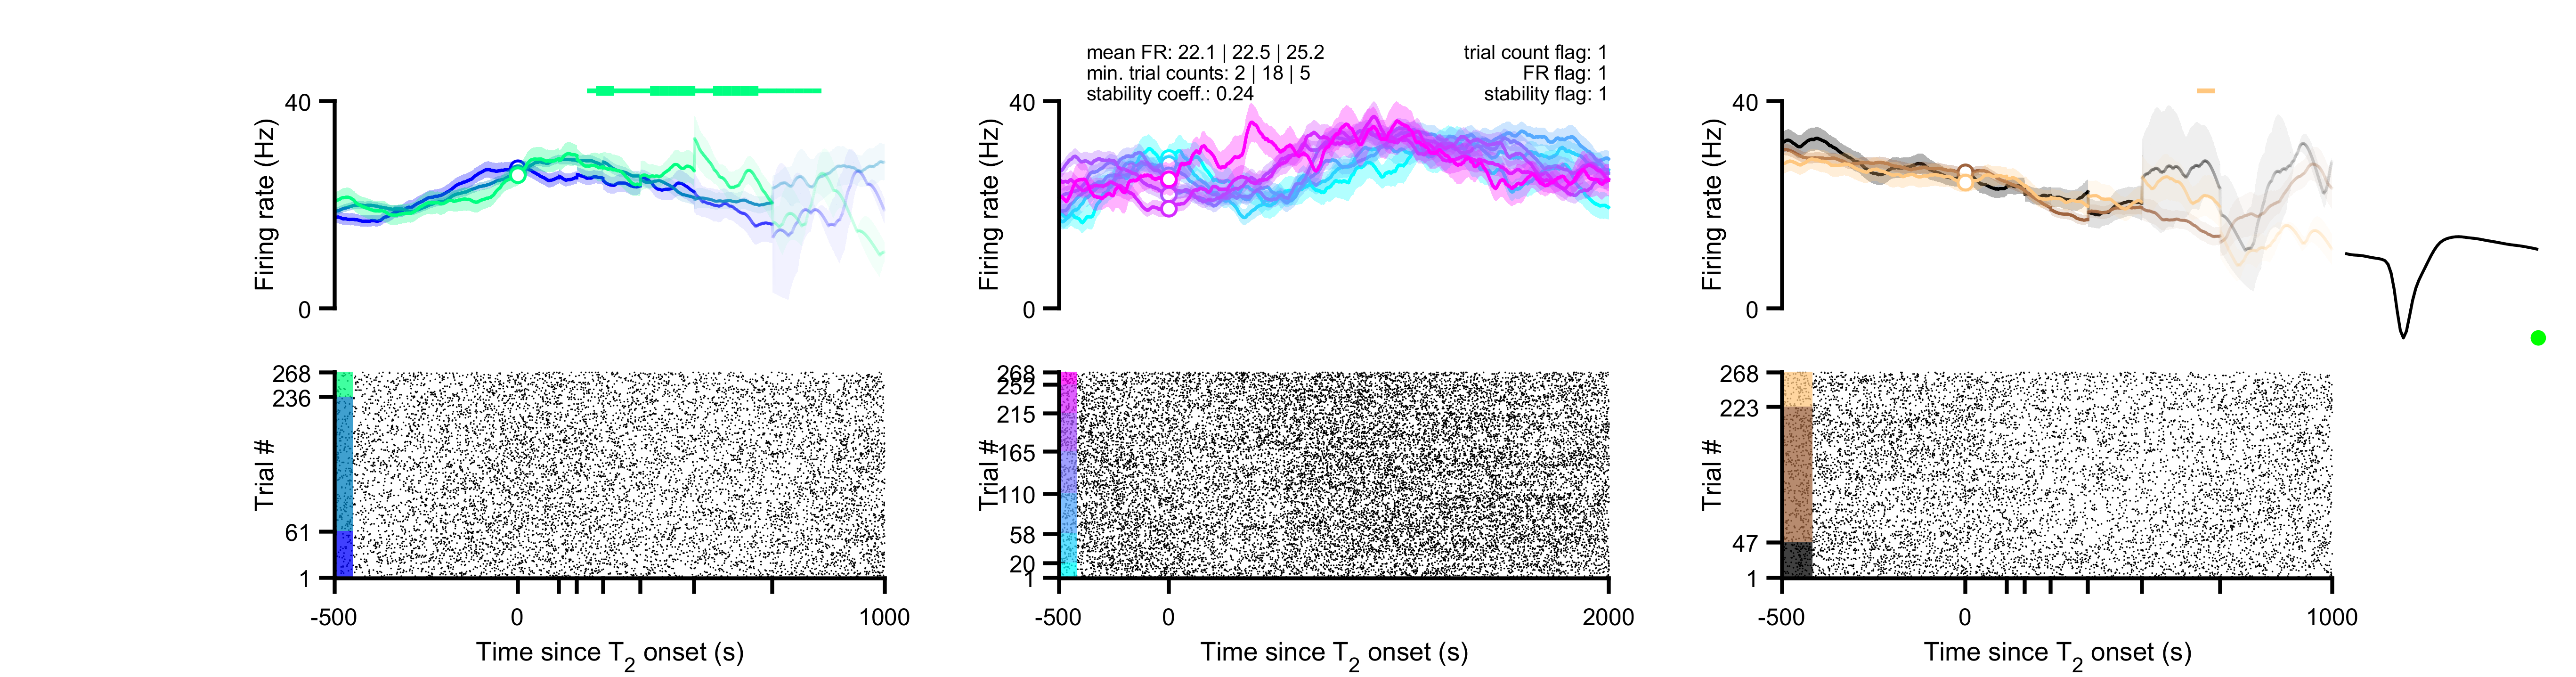 mean FR: 22.1 | 22.5 | 25.2
min. trial counts: 2 | 18 | 5
stability coeff.: 0.24
trial count flag: 1
FR flag: 1
stability flag: 1
40
0
Firing rate (Hz)
40
0
Firing rate (Hz)
40
0
Firing rate (Hz)
268
236
61
1
Trial #
-500
0
1000
Time since T2 onset (s)
268
252
215
165
110
58
20
1
Trial #
-500
0
2000
Time since T2 onset (s)
268
223
47
1
Trial #
-500
0
1000
Time since T2 onset (s)